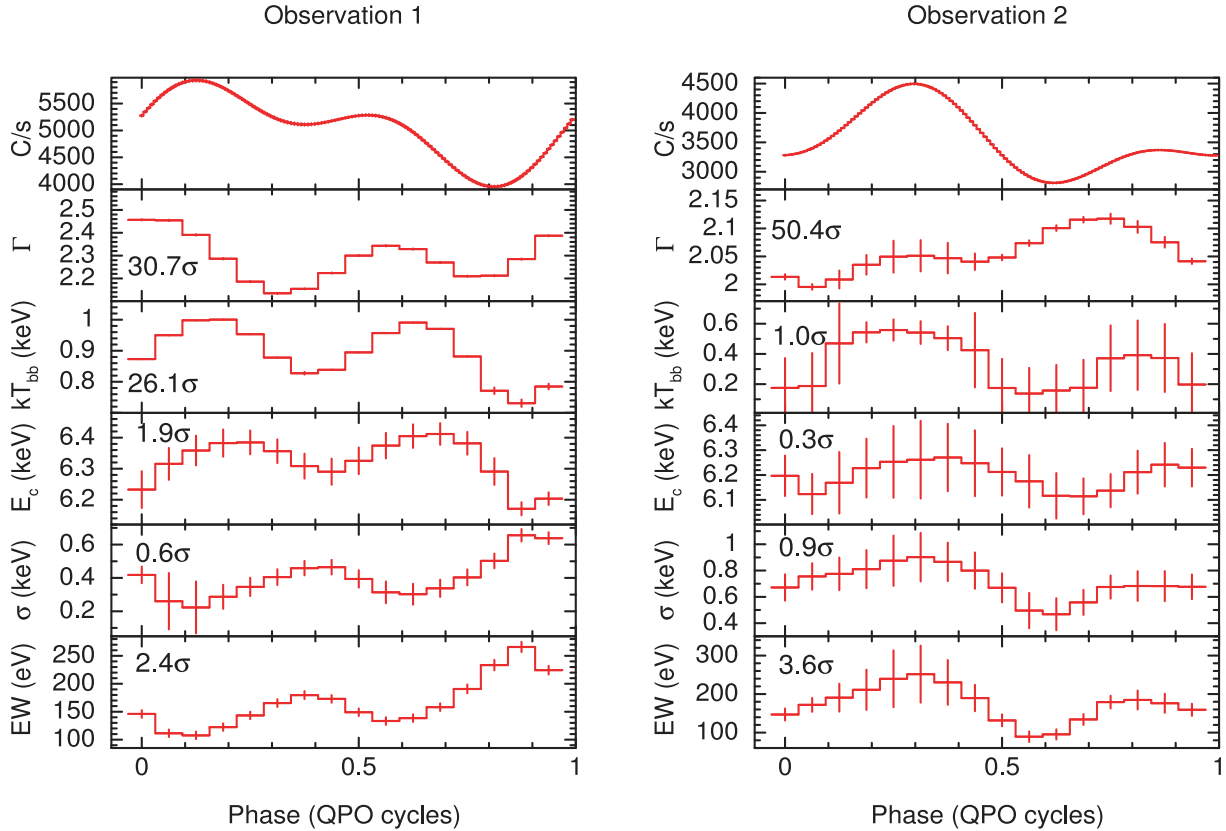 Observation 1
Observation 2
C/s
5500
5000
4500
4000
C/s
4500
4000
3500
3000
Γ
2.5
2.4
2.3
2.2
30.7σ
Γ
2.15
2.1
2.05
2
50.4σ
kT_bb (keV)
1
0.9
0.8
26.1σ
kT_bb (keV)
0.6
0.4
0.2
1.0σ
E_c (keV)
6.4
6.3
6.2
1.9σ
E_c (keV)
6.3
6.2
6.1
0.3σ
σ (keV)
0.6
0.4
0.2
0.6σ
σ (keV)
1
0.8
0.6
0.4
0.9σ
EW (eV)
250
200
150
100
2.4σ
EW (eV)
300
200
100
3.6σ
0
0.5
1
0
0.5
1
Phase (QPO cycles)
Phase (QPO cycles)